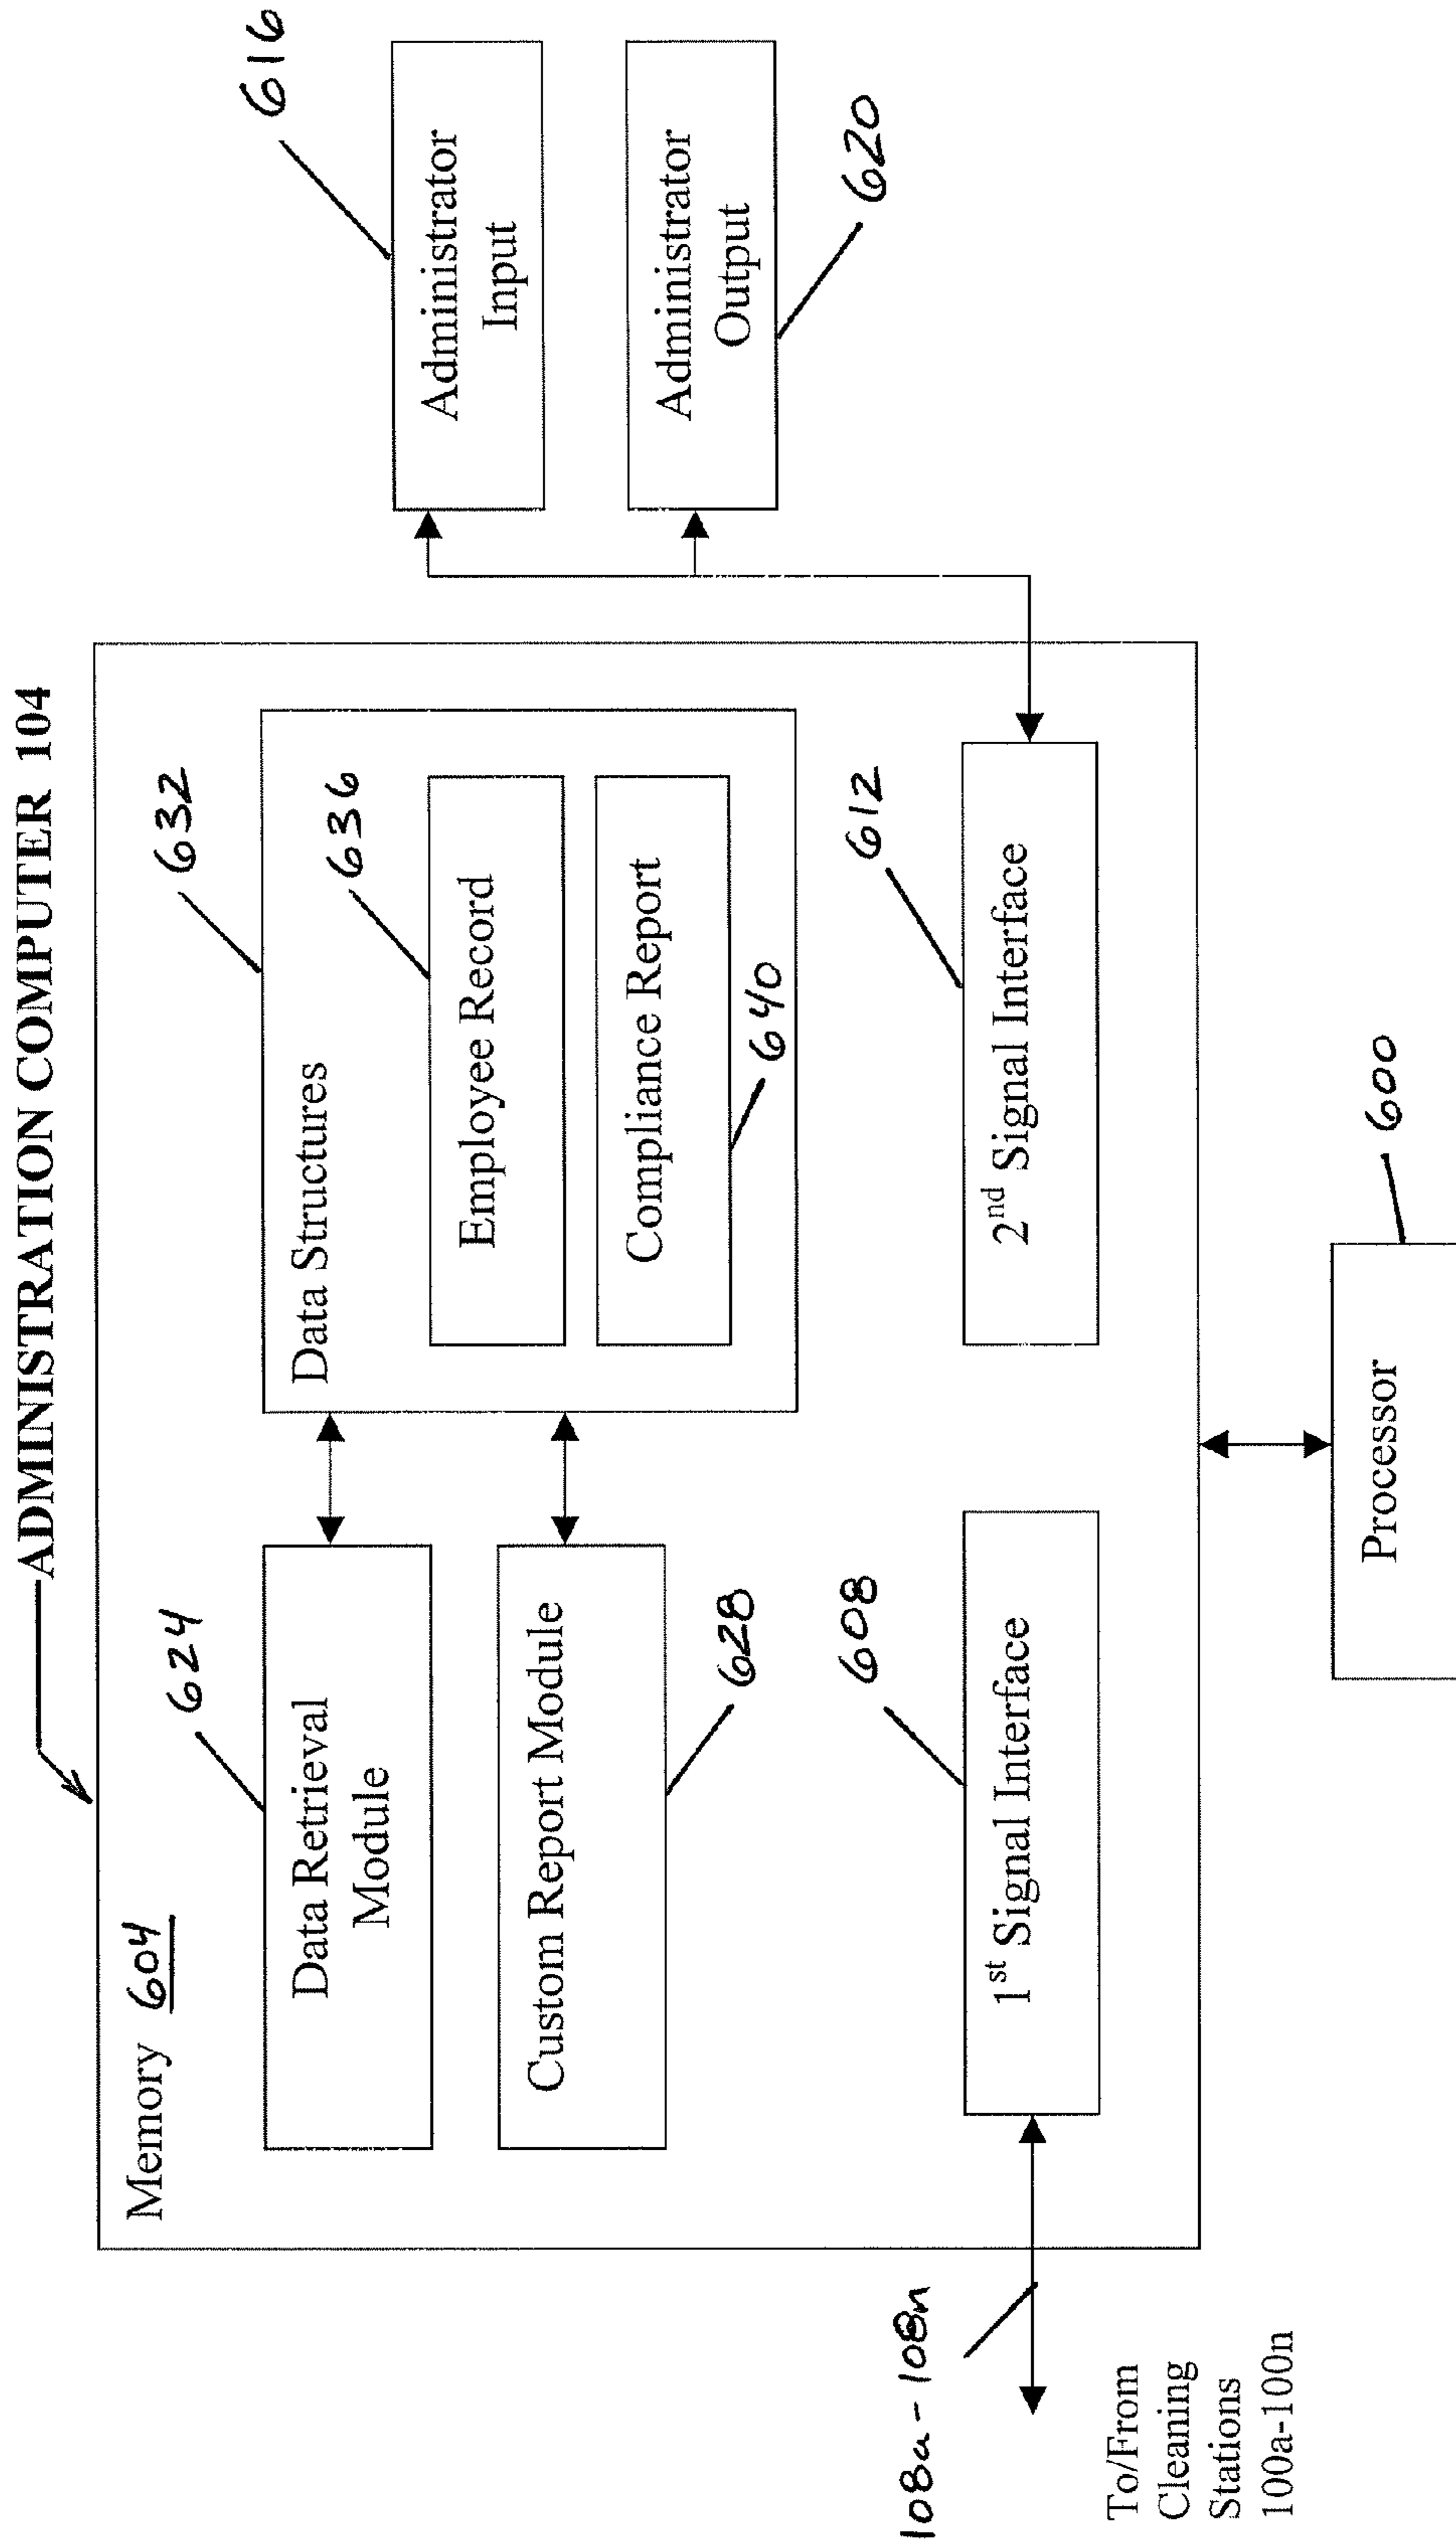 ADMINISTRATION COMPUTER 104
Memory 604
624
Data Retrieval
Module
Custom Report Module
628
632
Data Structures
636
Employee Record
Compliance Report
640
608
1st Signal Interface
612
2nd Signal Interface
616
Administrator
Input
Administrator
Output
620
108a-108n
To/From
Cleaning
Stations
100a-100n
Processor
600